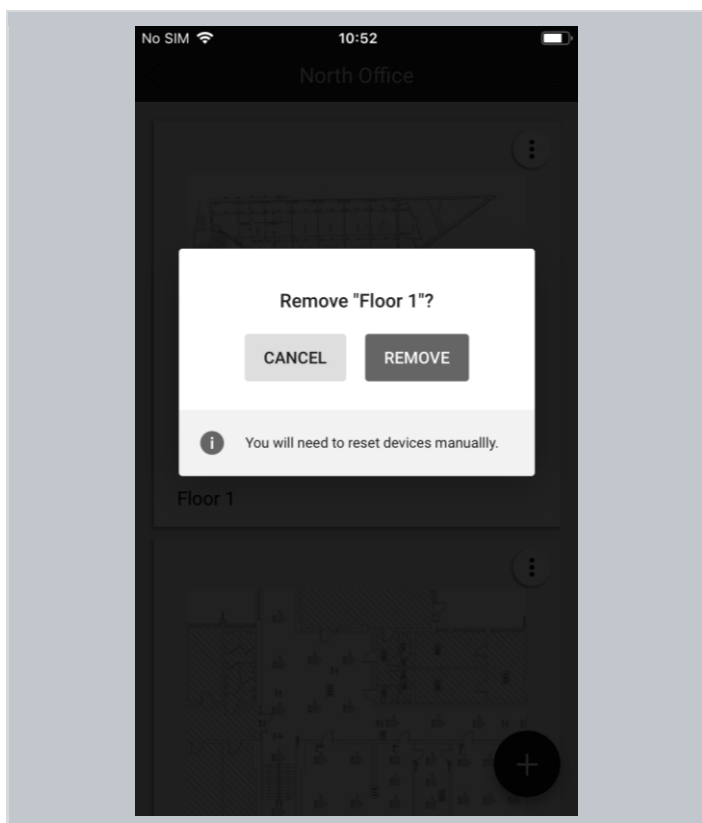 No SIM 10:52
North Office
Remove "Floor 1"?
CANCEL REMOVE
You will need to reset devices manuallly.
Floor 1